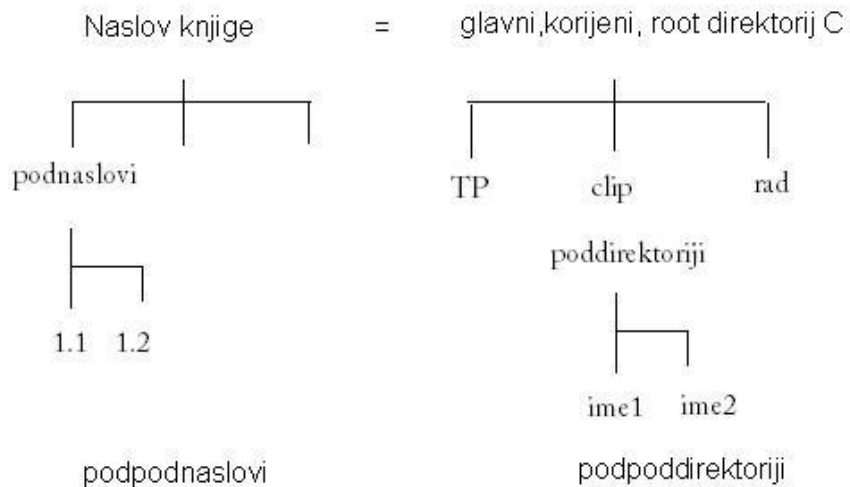 Naslov knjige = glavni,korijeni, root direktorij C
podnaslovi TP clip rad
poddirektoriji
1.1 1.2
ime1 ime2
podpodnaslovi podpoddirektoriji